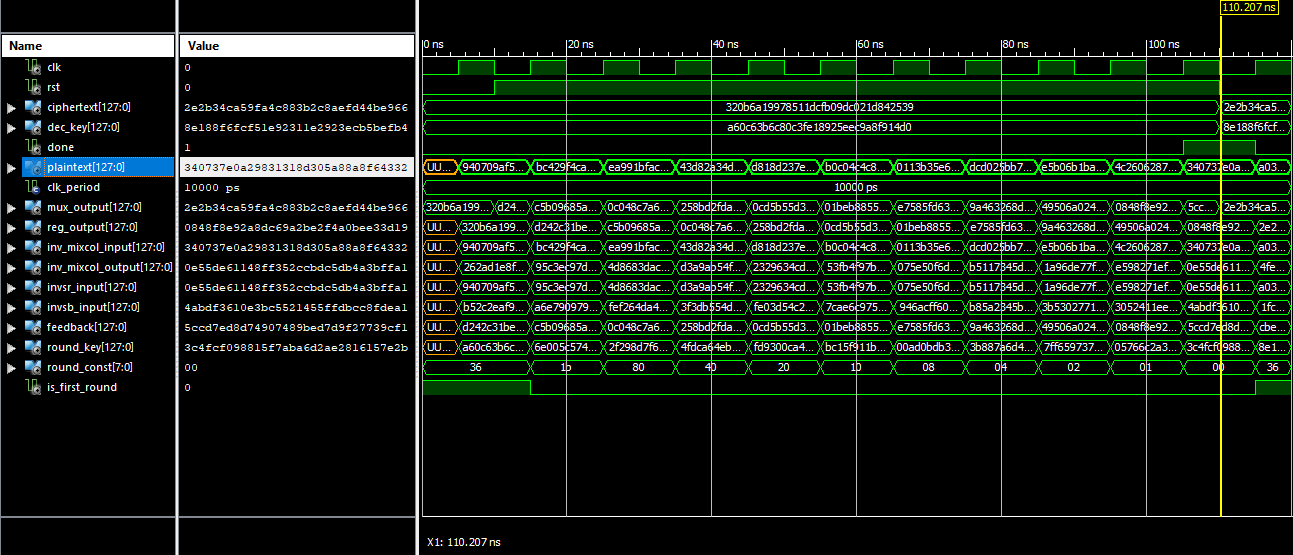 110.207 ns
Name Value 0 ns 20 ns 40 ns 60 ns 80 ns 100 ns
clk 0
rst 0
ciphertext[127:0] 2e2b34ca59fa4c883b2c8aefd44be966 320b6a19978511dcfb09dc021d842539 2e2b34ca5...
dec_key[127:0] 8e188f6fcf51e92311e2923ecb5befb4 a60c63b6c80c3fe18925eec9a8f914d0 8e188f6fcf...
done 1
plaintext[127:0] 340737e0a29831318d305a88a8f64332 UU... 940709af5... bc429f4ca... ea991bfac... 43d82a34d... d818d237e... b0c04c4c8... 0113b35e6... dcd025bb7... e5b06b1ba... 4c2606287... 340737e0a... a03...
clk_period 10000 ps 10000 ps
mux_output[127:0] 2e2b34ca59fa4c883b2c8aefd44be966 320b6a199... d24... c5b09685a... 0c048c7a6... 258bd2fda... 0cd5b55d3... 01beb8855... e7585fd63... 9a463268d... 49506a024... 0848f8e92... 5cc... 2e2b34ca5...
reg_output[127:0] 0848f8e92a8dc69a2be2f4a0bee33d19 UU... 320b6a199... d242c31be... c5b09685a... 0c048c7a6... 258bd2fda... 0cd5b55d3... 01beb8855... e7585fd63... 9a463268d... 49506a024... 0848f8e92... 2e2...
inv_mixcol_input[127:0] 340737e0a29831318d305a88a8f64332 UU... 940709af5... bc429f4ca... ea991bfac... 43d82a34d... d818d237e... b0c04c4c8... 0113b35e6... dcd025bb7... e5b06b1ba... 4c2606287... 340737e0a... a03...
inv_mixcol_output[127:0] 0e55de61148ff352ccbdc5db4a3bffa1 UU... 262ad1e8f... 95c3ec97d... 4d8683dac... d3a9ab54f... 2329634cd... 53fb4f97b... 075e50f6d... b5117834b... 1a96de77f... e598271ef... 0e55de611... 4fe...
invsr_input[127:0] 0e55de61148ff352ccbdc5db4a3bffa1 UU... 940709af5... 95c3ec97d... 4d8683dac... d3a9ab54f... 2329634cd... 53fb4f97b... 075e50f6d... b5117834b... 1a96de77f... e598271ef... 0e55de611... a03...
invsb_input[127:0] 4abdf3610e3bc5521455ffdbcc8fdea1 UU... b52c2eaf9... a6e790979... fef264da4... 3f3db554d... fe03d54c2... 7cae6c975... 946acff60... b85a2345b... 3b5302771... 3052411ee... 4abdf3610... 1fc...
feedback[127:0] 5ccd7ed8d74907489bed7d9f27739cf1 UU... d242c31be... c5b09685a... 0c048c7a6... 258bd2fda... 0cd5b55d3... 01beb8855... e7585fd63... 9a463268d... 49506a024... 0848f8e92... 5ccd7ed8d... cbe...
round_key[127:0] 3c4fcf098815f7aba6d2ae2816157e2b UU... a60c63b6c... 6e005c574... 2f298d7f6... 4fdca64eb... fd9300ca4... bc15f911b... 00ad0bdb3... 3b887a6d4... 7ff659737... 05766c2a3... 3c4fcf0988... 8e1...
round_const[7:0] 00 36 1b 80 40 20 10 08 04 02 01 00 36
is_first_round 0
X1: 110.207 ns